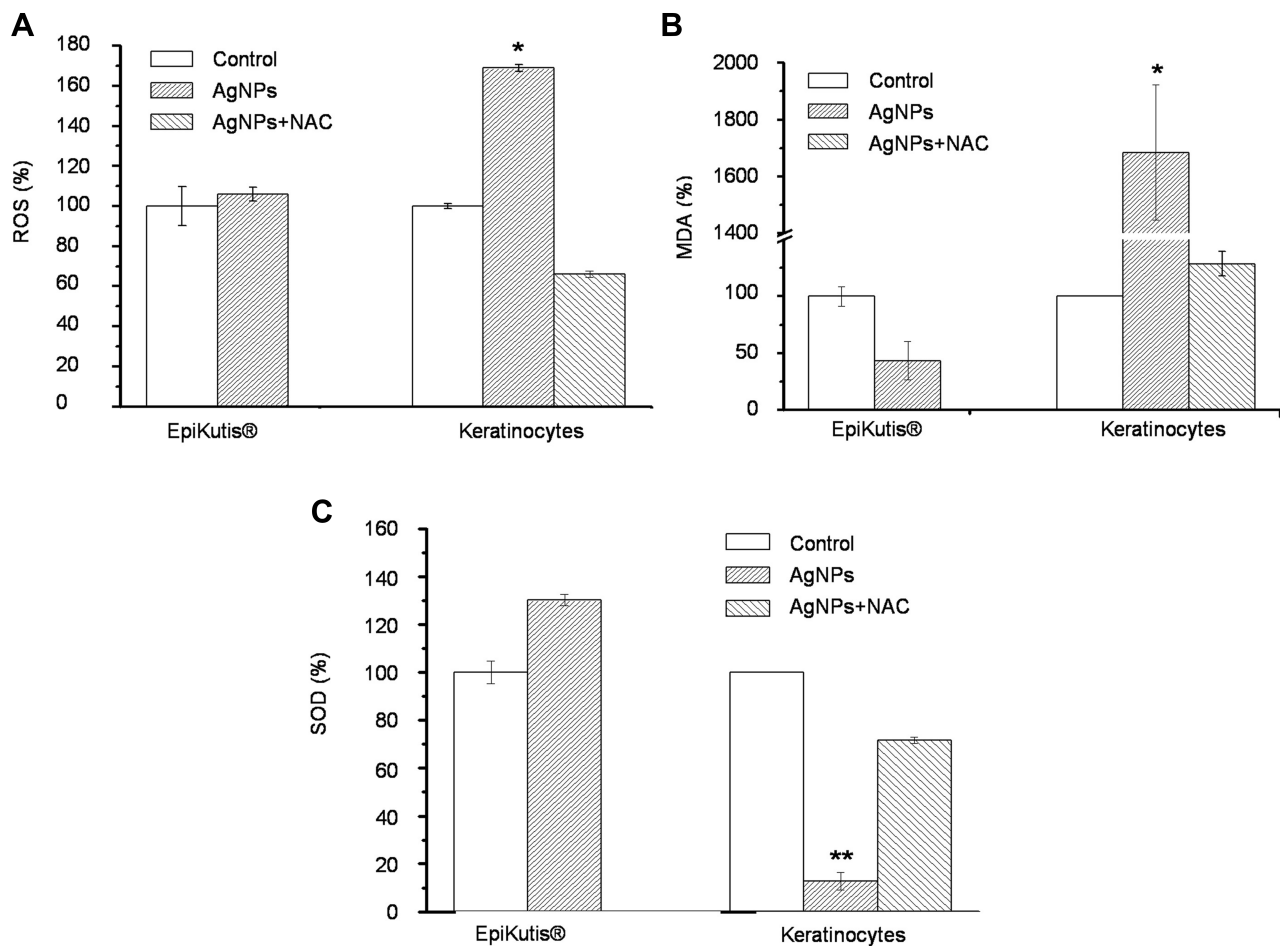 A
ROS (%)
180
160
140
120
100
80
60
40
20
0
Control
AgNPs
AgNPs+NAC
*
EpiKutis®
Keratinocytes
B
MDA (%)
2000
1800
1600
1400
100
50
0
Control
AgNPs
AgNPs+NAC
*
EpiKutis®
Keratinocytes
C
SOD (%)
160
140
120
100
80
60
40
20
0
Control
AgNPs
AgNPs+NAC
**
EpiKutis®
Keratinocytes